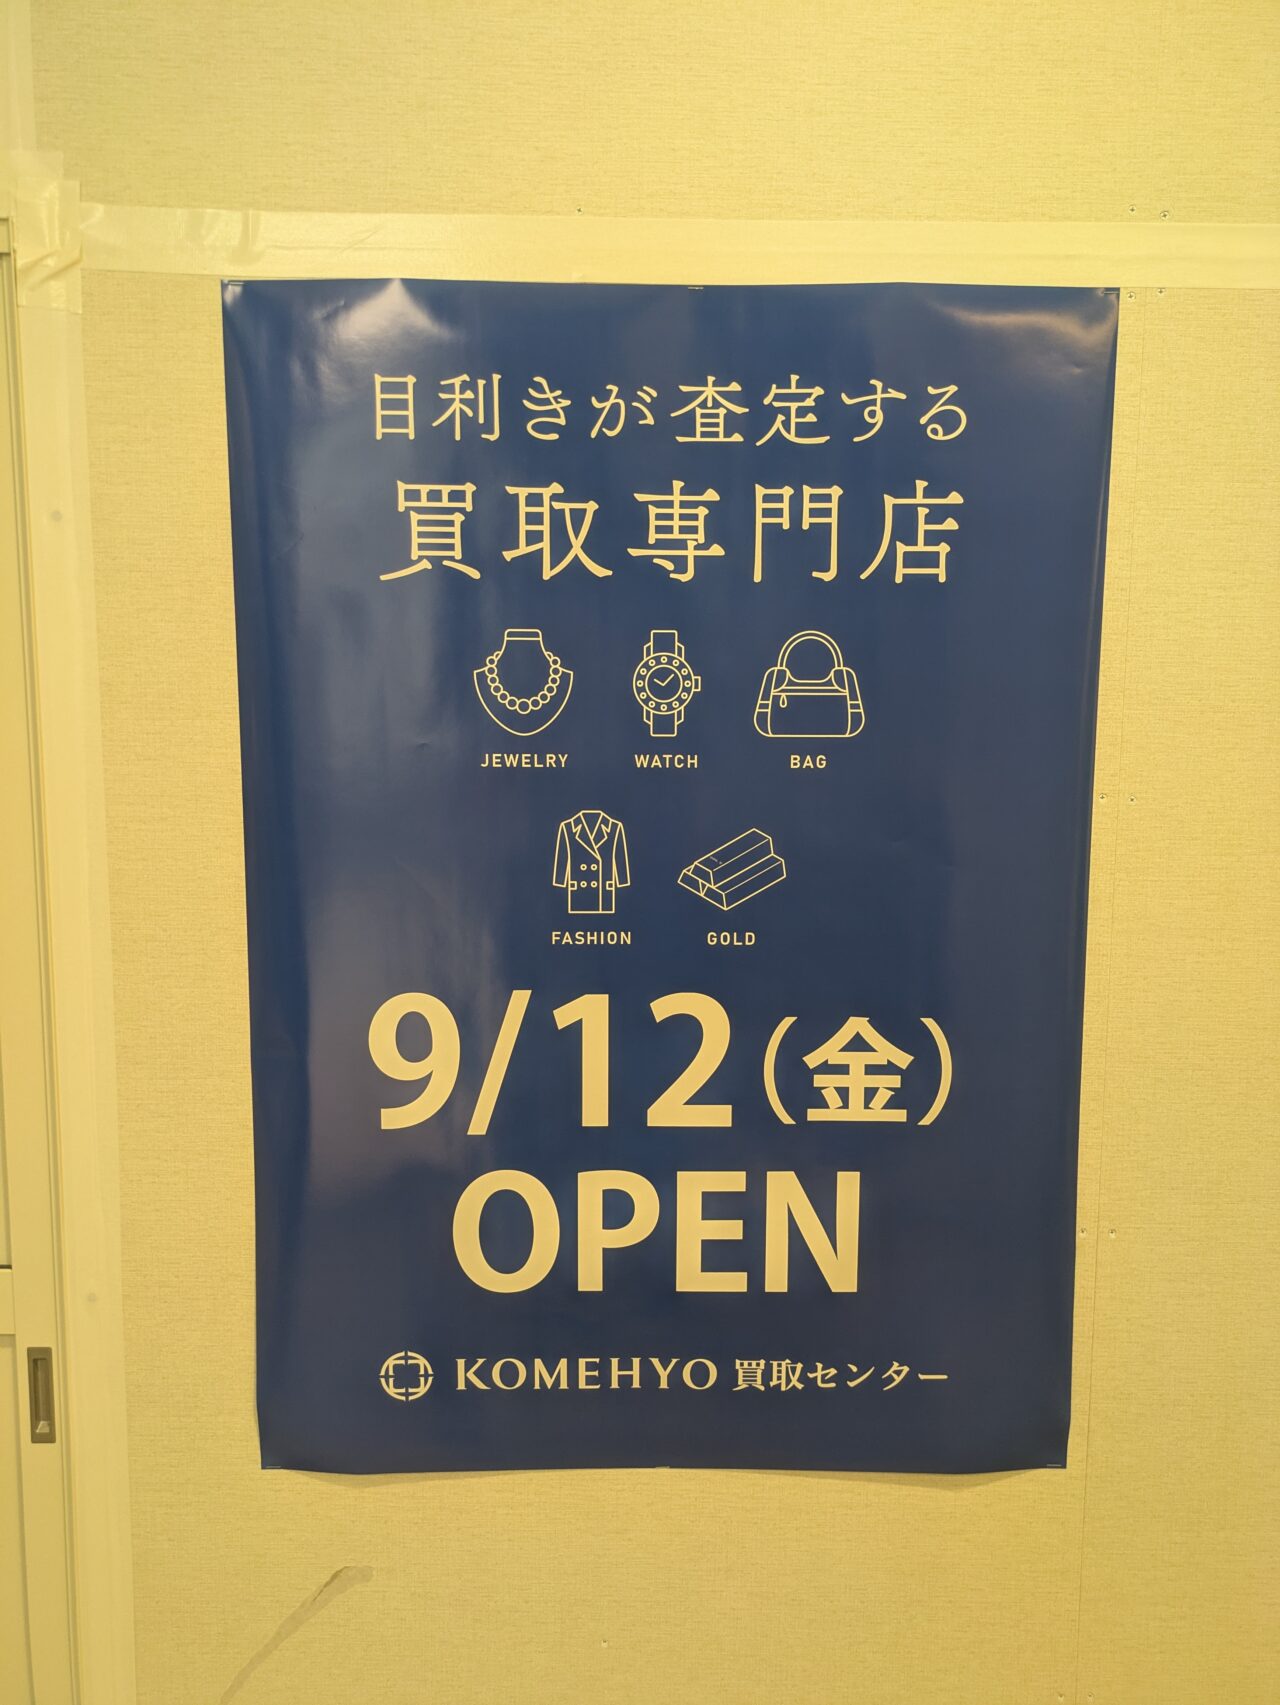 目利きが査定する
買取専門店
JEWELRY WATCH BAG
FASHION GOLD
9/12(金)
OPEN
KOMEHYO 買取センター